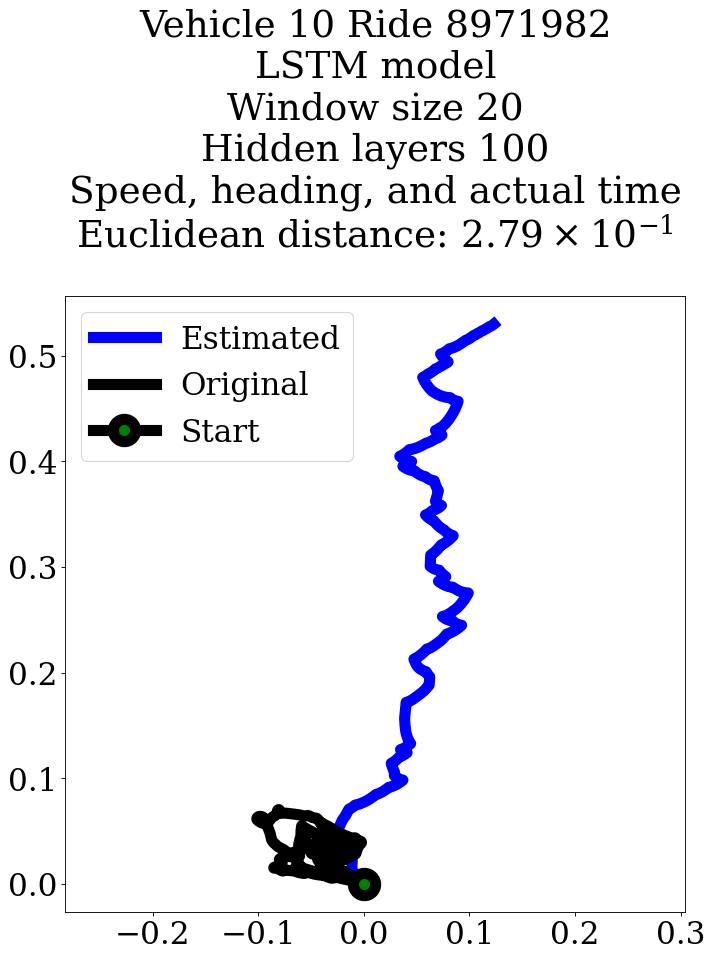 Vehicle 10 Ride 8971982
LSTM model
Window size 20
Hidden layers 100
Speed, heading, and actual time
Euclidean distance: 2.79 × 10⁻¹
Estimated
Original
Start
0.5
0.4
0.3
0.2
0.1
0.0
−0.2 −0.1 0.0 0.1 0.2 0.3